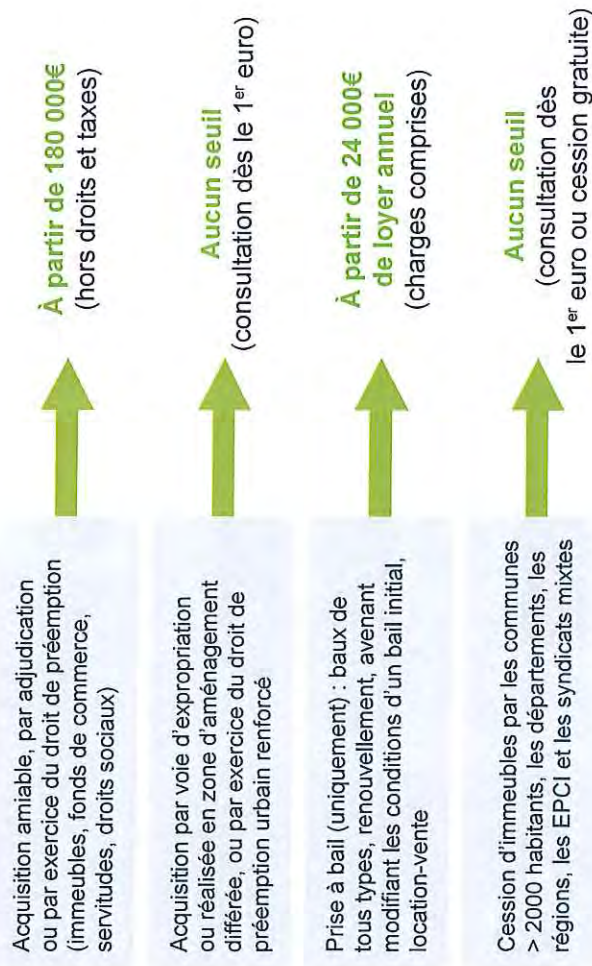 Acquisition amiable, par adjudication
ou par exercice du droit de préemption
(immeubles, fonds de commerce,
servitudes, droits sociaux)
À partir de 180 000€
(hors droits et taxes)
Acquisition par voie d'expropriation
ou réalisée en zone d'aménagement
différée, ou par exercice du droit de
préemption urbain renforcé
Aucun seuil
(consultation dès le 1er euro)
Prise à bail (uniquement) : baux de
tous types, renouvellement, avenant
modifiant les conditions d'un bail initial,
location-vente
À partir de 24 000€
de loyer annuel
(charges comprises)
Cession d'immeubles par les communes
> 2000 habitants, les départements, les
régions, les EPCI et les syndicats mixtes
Aucun seuil
(consultation dès
le 1er euro ou cession gratuite)